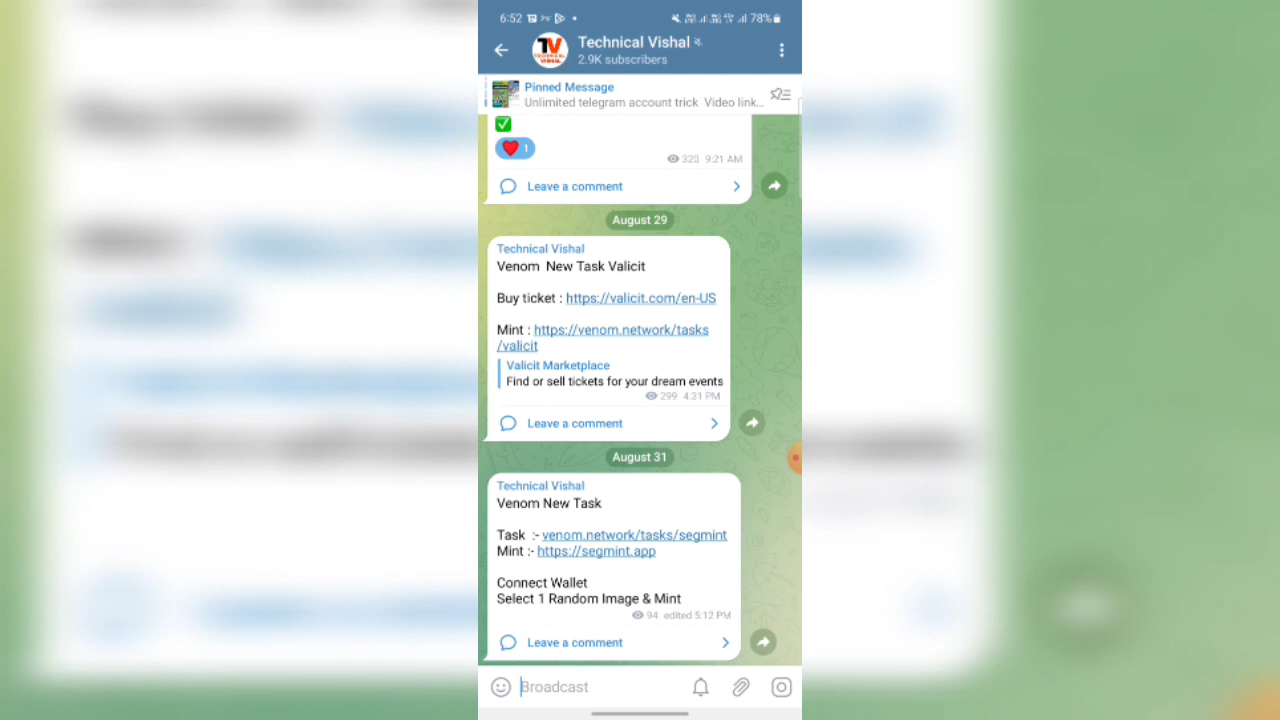 6:52
78%
Technical Vishal
2.9K subscribers
Pinned Message
Unlimited telegram account trick Video link...
1
320 9:21 AM
Leave a comment
August 29
Technical Vishal
Venom New Task Valicit
Buy ticket : https://valicit.com/en-US
Mint : https://venom.network/tasks
/valicit
Valicit Marketplace
Find or sell tickets for your dream events
299 4:31 PM
Leave a comment
August 31
Technical Vishal
Venom New Task
Task :- venom.network/tasks/segmint
Mint :- https://segmint.app
Connect Wallet
Select 1 Random Image & Mint
94 edited 5:12 PM
Leave a comment
Broadcast